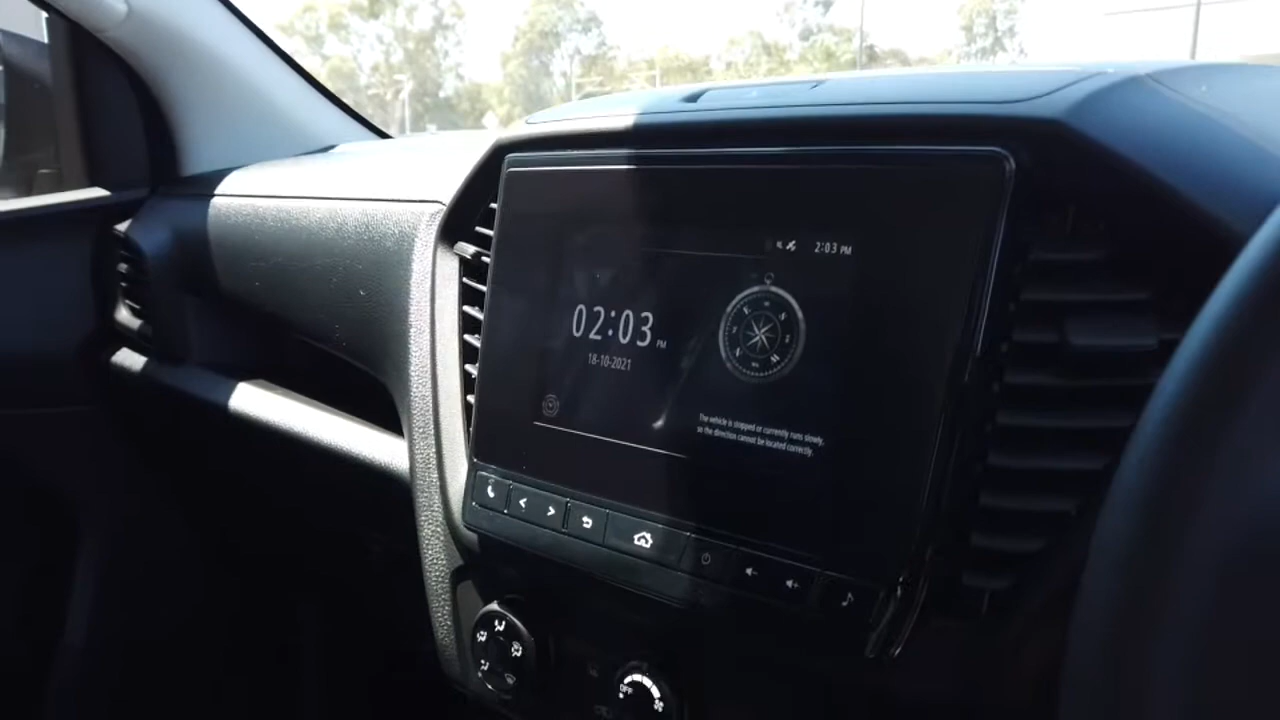 2:03 PM
02:03 PM
18-10-2021
The vehicle is stopped or currently runs slowly,
so the direction cannot be located correctly.
OFF